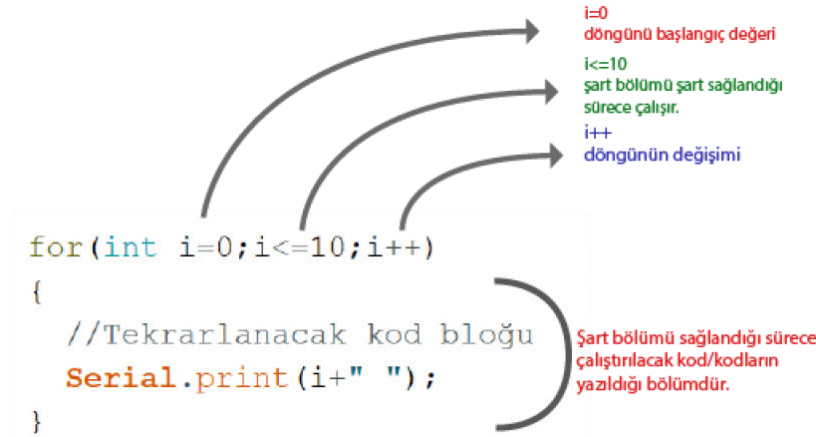 i=0
döngünü başlangıç değeri
i<=10
şart bölümü şart sağlandığı
sürece çalışır.
i++
döngünün değişimi
for(int i=0;i<=10;i++)
{
//Tekrarlanacak kod bloğu
Serial.print(i+" ");
}
Şart bölümü sağlandığı sürece
çalıştırılacak kod/kodların
yazıldığı bölümdür.